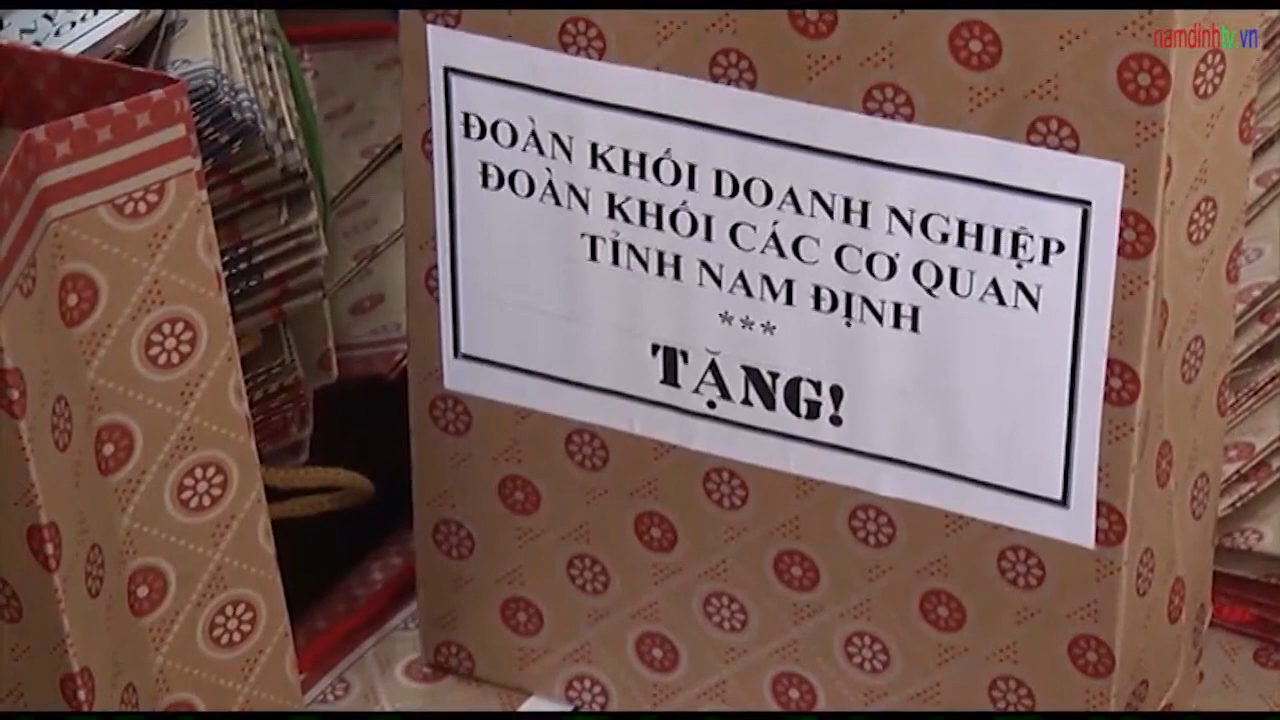 namdinhtv.vn
ĐOÀN KHỐI DOANH NGHIỆP
ĐOÀN KHỐI CÁC CƠ QUAN
TỈNH NAM ĐỊNH
***
TẶNG!